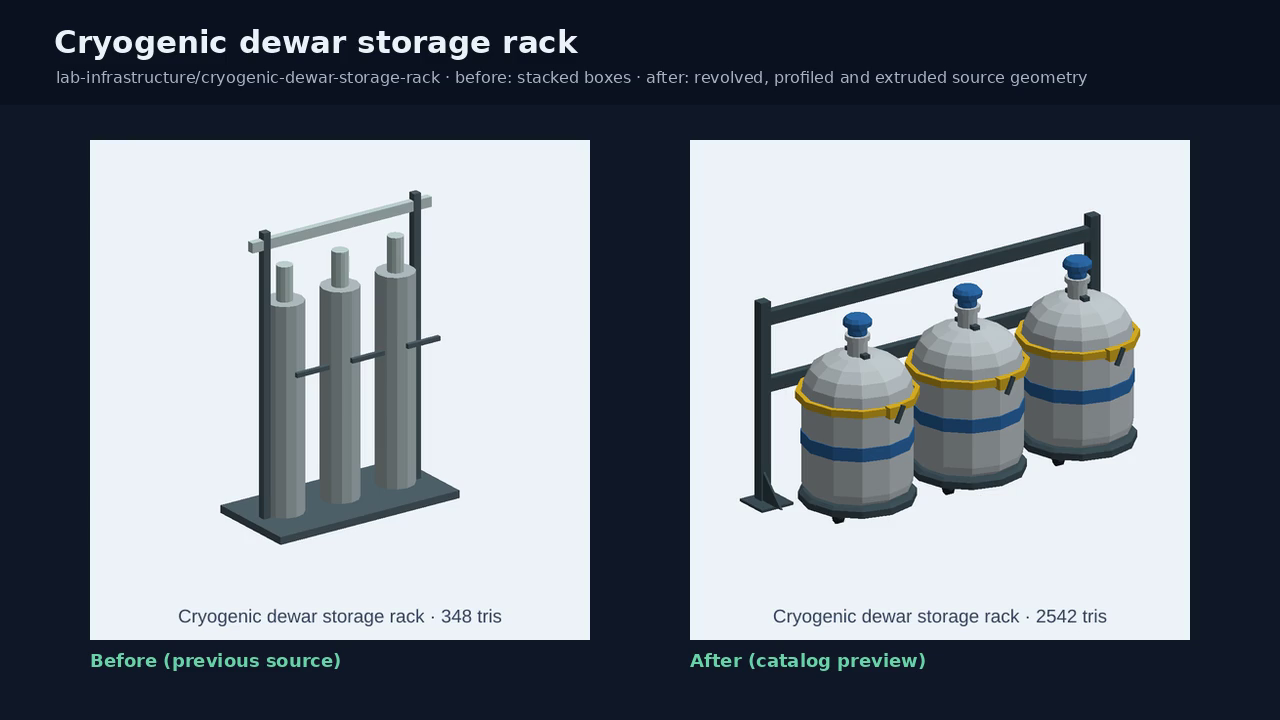 Cryogenic dewar storage rack
lab-infrastructure/cryogenic-dewar-storage-rack · before: stacked boxes · after: revolved, profiled and extruded source geometry
Cryogenic dewar storage rack · 348 tris
Cryogenic dewar storage rack · 2542 tris
Before (previous source)
After (catalog preview)